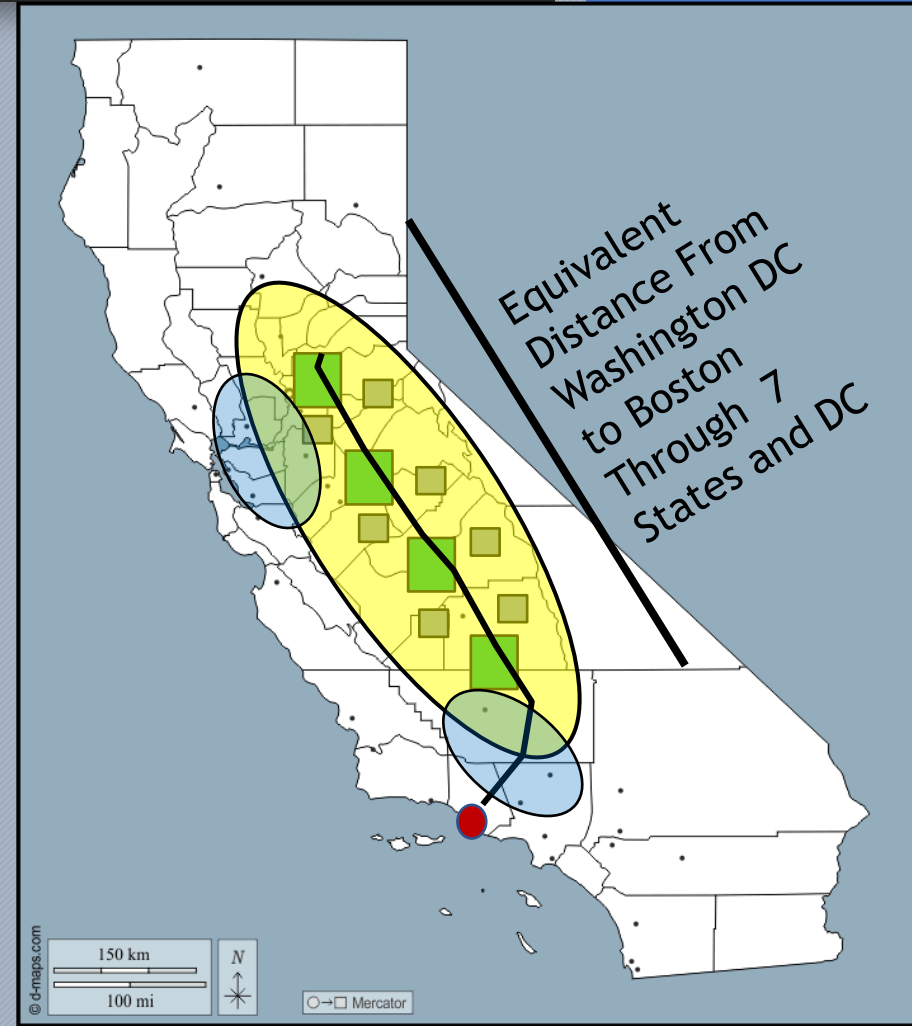 Equivalent
Distance From
Washington DC
to Boston
Through 7
States and DC
© d-maps.com
150 km
100 mi
N
Mercator